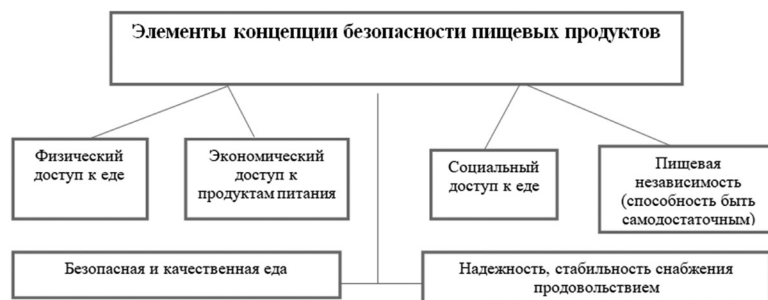 Элементы концепции безопасности пищевых продуктов
Физический
доступ к еде
Экономический
доступ к
продуктам питания
Социальный
доступ к еде
Пищевая
независимость
(способность быть
самодостаточным)
Безопасная и качественная еда
Надежность, стабильность снабжения
продовольствием